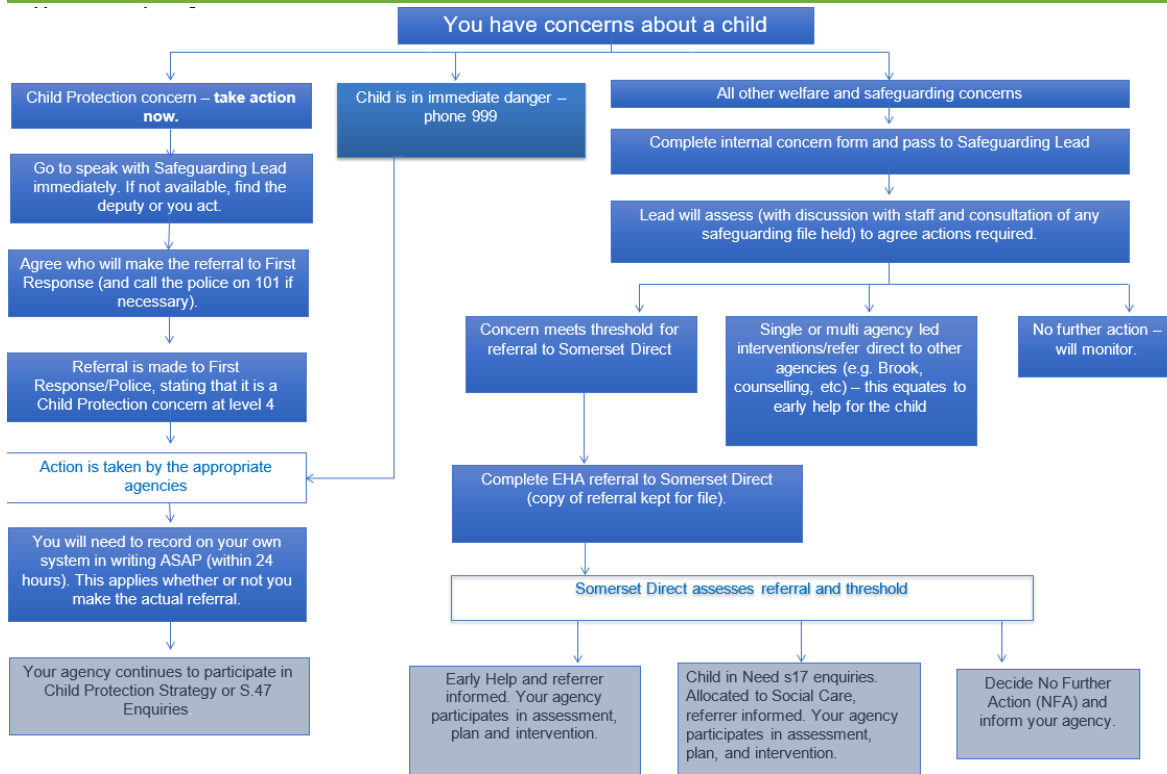 You have concerns about a child
Child Protection concern – take action
now.
Child is in immediate danger –
phone 999
All other welfare and safeguarding concerns
Go to speak with Safeguarding Lead
immediately. If not available, find the
deputy or you act.
Complete internal concern form and pass to Safeguarding Lead
Lead will assess (with discussion with staff and consultation of any
safeguarding file held) to agree actions required.
Agree who will make the referral to First
Response (and call the police on 101 if
necessary).
Concern meets threshold for
referral to Somerset Direct
Single or multi agency led
interventions/refer direct to other
agencies (e.g. Brook,
counselling, etc) – this equates to
early help for the child
No further action –
will monitor.
Referral is made to First
Response/Police, stating that it is a
Child Protection concern at level 4
Action is taken by the appropriate
agencies
Complete EHA referral to Somerset Direct
(copy of referral kept for file).
You will need to record on your own
system in writing ASAP (within 24
hours). This applies whether or not you
make the actual referral.
Somerset Direct assesses referral and threshold
Your agency continues to participate in
Child Protection Strategy or S.47
Enquiries
Early Help and referrer
informed. Your agency
participates in assessment,
plan and intervention.
Child in Need s17 enquiries.
Allocated to Social Care,
referrer informed. Your agency
participates in assessment,
plan, and intervention.
Decide No Further
Action (NFA) and
inform your agency.